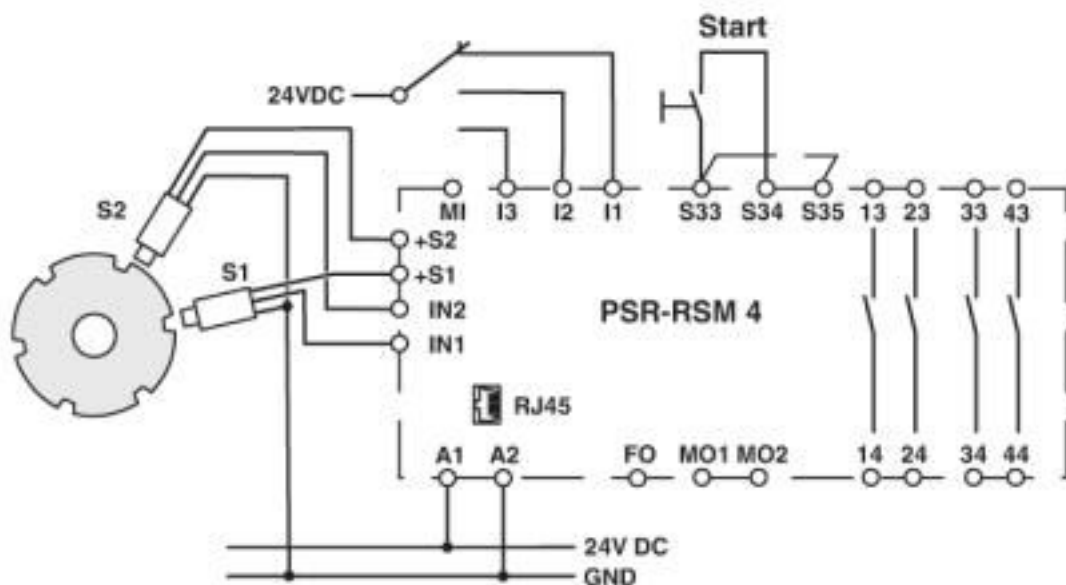 Start
24VDC
S2
MI I3 I2 I1 S33 S34 S35 13 23 33 43
+S2
S1
+S1
IN2
PSR-RSM 4
IN1
RJ45
A1 A2 FO MO1 MO2 14 24 34 44
24V DC
GND